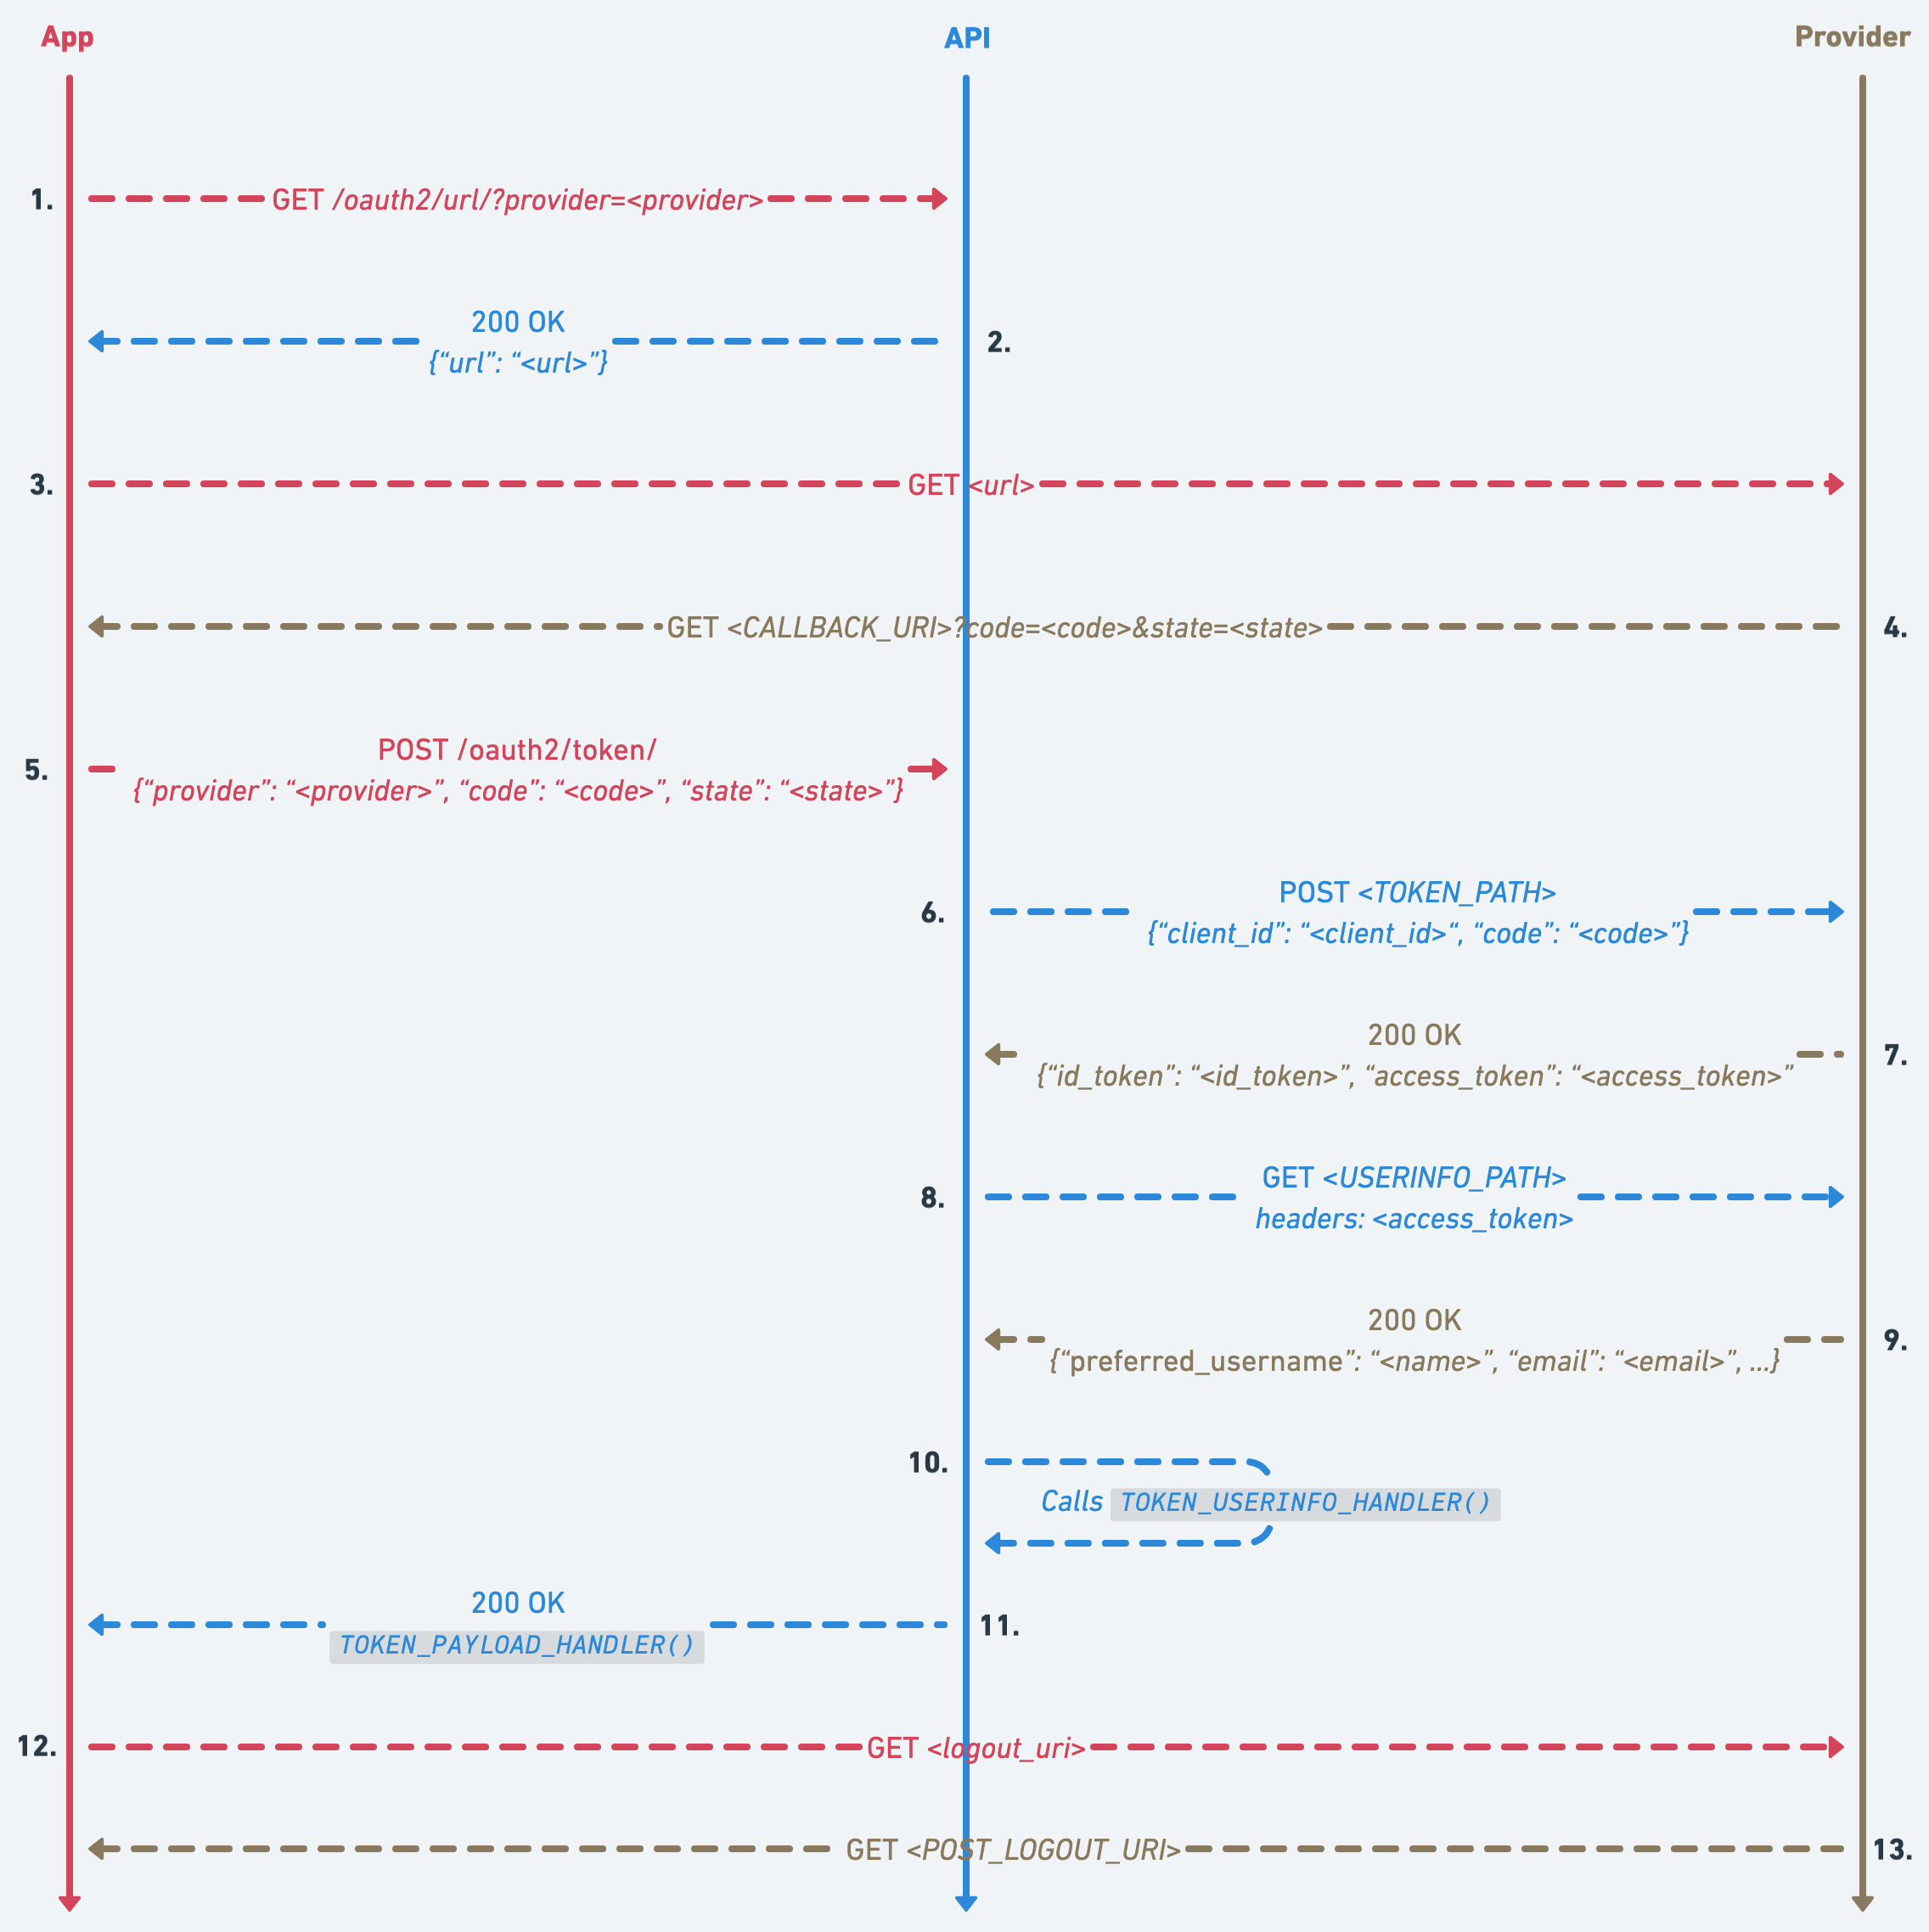 App
API
Provider
1.
GET /oauth2/url/?provider=<provider>
200 OK
{“url”: “<url>”}
2.
3.
GET <url>
GET <CALLBACK_URI>?code=<code>&state=<state>
4.
5.
POST /oauth2/token/
{“provider”: “<provider>”, “code”: “<code>”, “state”: “<state>”}
6.
POST <TOKEN_PATH>
{“client_id”: “<client_id>“, “code”: “<code>”}
200 OK
{“id_token”: “<id_token>”, “access_token”: “<access_token>”
7.
8.
GET <USERINFO_PATH>
headers: <access_token>
200 OK
{“preferred_username”: “<name>”, “email”: “<email>”, ...}
9.
10.
Calls TOKEN_USERINFO_HANDLER()
200 OK
TOKEN_PAYLOAD_HANDLER()
11.
12.
GET <logout_uri>
GET <POST_LOGOUT_URI>
13.